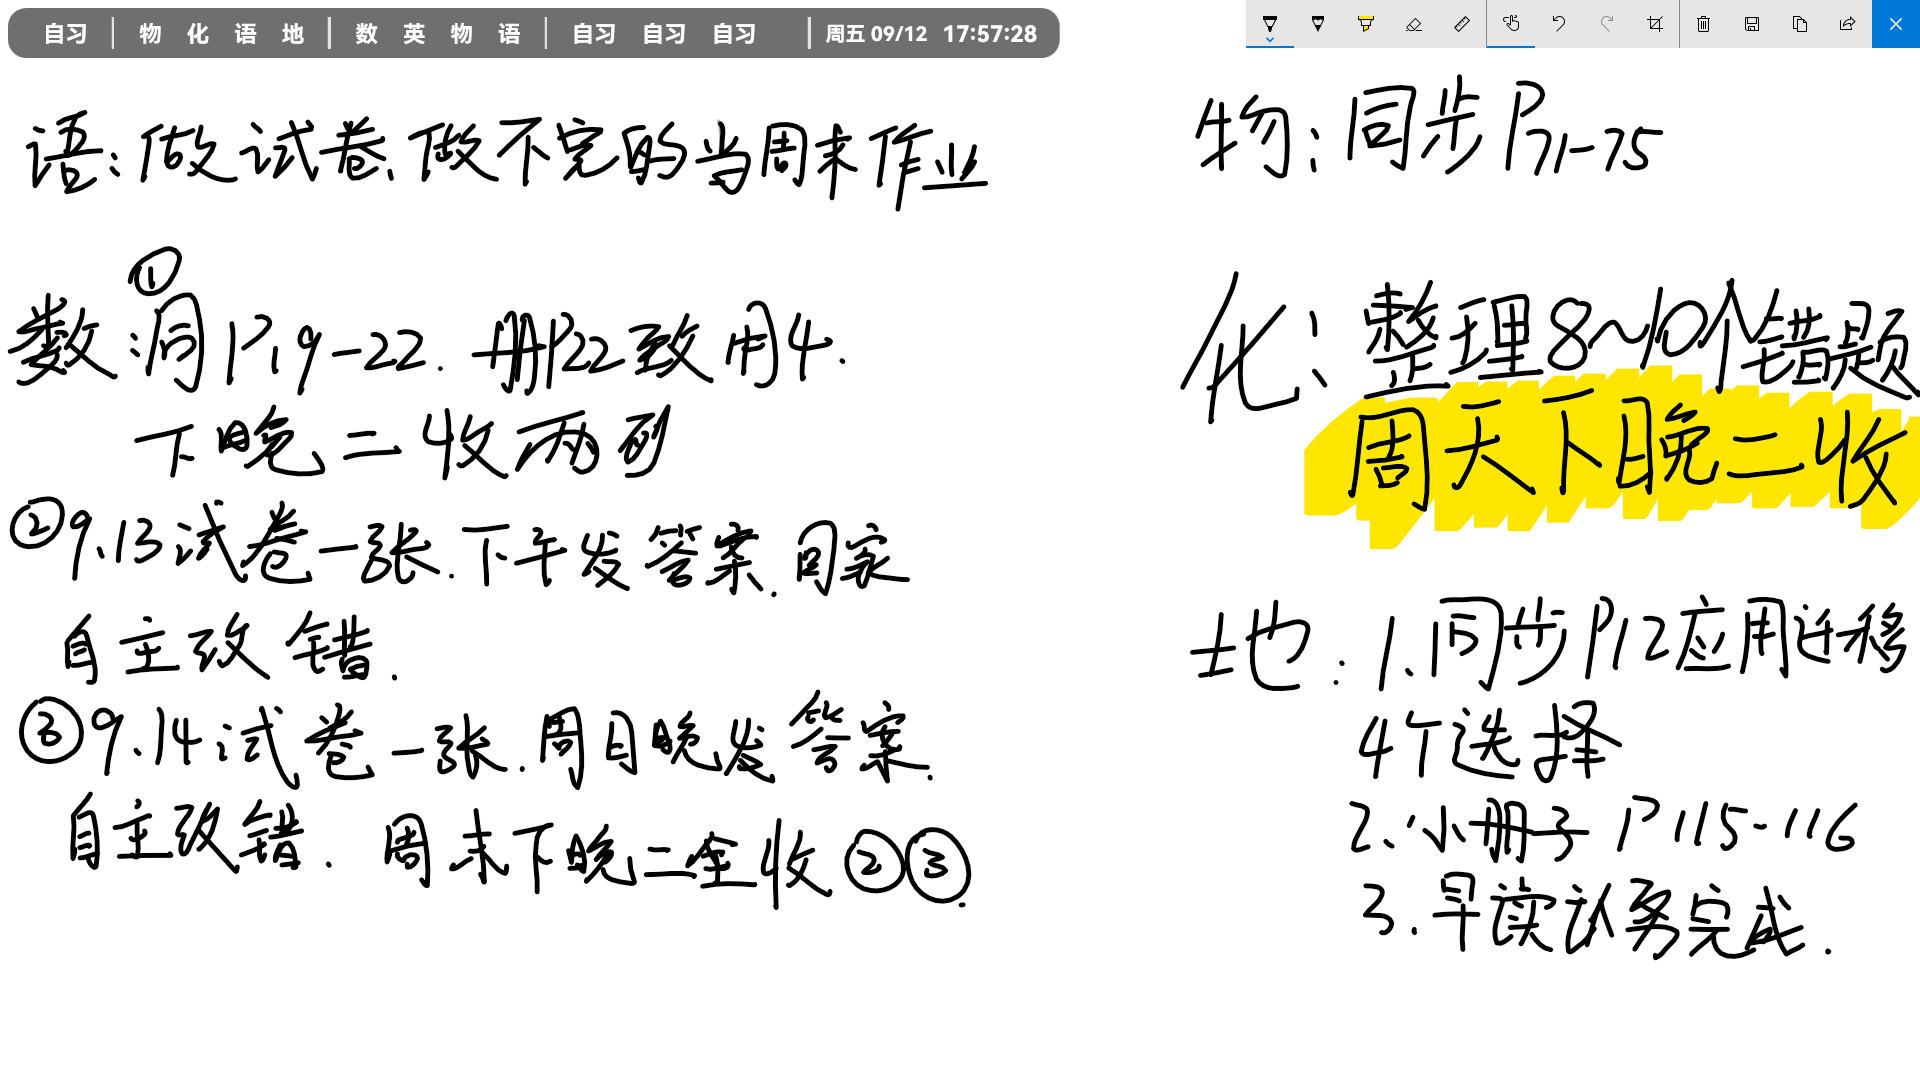 自习 | 物 化 语 地 | 数 英 物 语 | 自习 自习 自习 | 周五 09/12 17:57:28
语:做试卷、做不完的当周末作业
数:①同P19-22. 册P22致用4.
下晚二收两形
②9.13试卷一张.下午发答案.回家
自主改错.
③9.14试卷一张.周日晚发答案.
自主改错. 周末下晚二全收②③.
物:同步P71-75
化:整理8~10个错题
周天下晚二收
地:1.同步P12应用迁移
4个选择
2.小册子P115-116
3.早读认务完成.